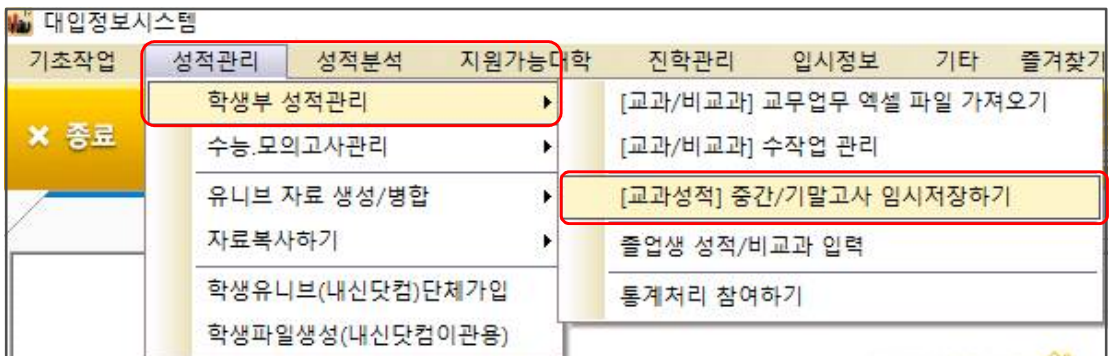 대입정보시스템
기초작업 성적관리 성적분석 지원가능대학 진학관리 입시정보 기타 즐겨찾기
× 종료
학생부 성적관리
수능.모의고사관리
유니브 자료 생성/병합
자료복사하기
학생유니브(내신닷컴)단체가입
학생파일생성(내신닷컴이관용)
[교과/비교과] 교무업무 엑셀 파일 가져오기
[교과/비교과] 수작업 관리
[교과성적] 중간/기말고사 임시저장하기
졸업생 성적/비교과 입력
통계처리 참여하기